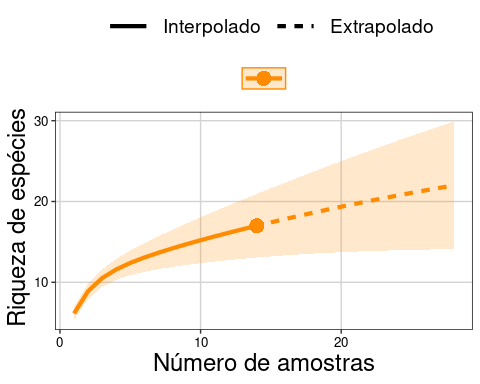 Interpolado Extrapolado
Riqueza de espécies
30
20
10
0 10 20
Número de amostras